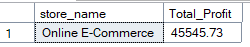 store_name Total_Profit
1 Online E-Commerce 45545.73